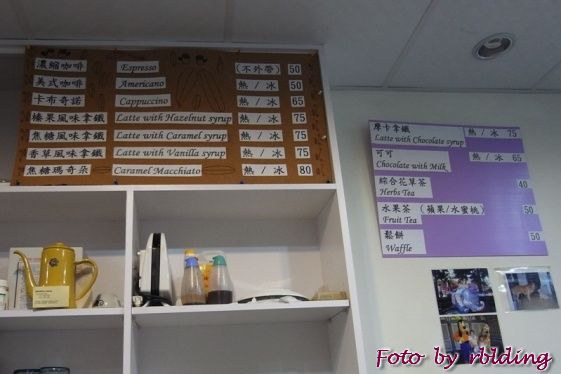 濃縮咖啡 Espresso (不外帶) 50
美式咖啡 Americano 熱 / 冰 50
卡布奇諾 Cappuccino 熱 / 冰 65
榛果風味拿鐵 Latte with Hazelnut syrup 熱 / 冰 75
焦糖風味拿鐵 Latte with Caramel syrup 熱 / 冰 75
香草風味拿鐵 Latte with Vanilla syrup 熱 / 冰 75
焦糖瑪奇朵 Caramel Macchiato 熱 / 冰 80
摩卡拿鐵 熱 / 冰 75
Latte with Chocolate syrup
可可 熱 / 冰 65
Chocolate with Milk
綜合花草茶 40
Herbs Tea
水果茶 (蘋果/水蜜桃) 50
Fruit Tea
鬆餅 50
Waffle
Foto by rblding